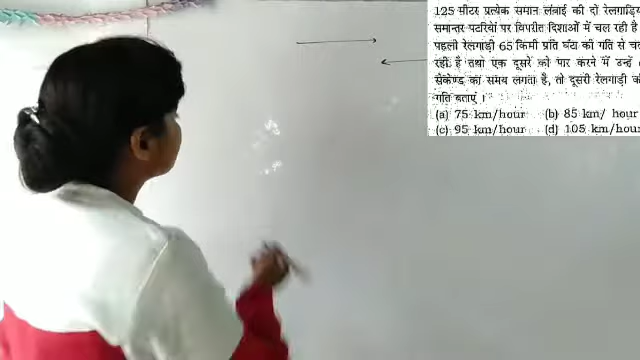 125 मीटर प्रत्येक समान लंबाई की दो रेलगाड़िय
समान्तर पटरियों पर विपरीत दिशाओं में चल रही है
पहली रेलगाड़ी 65 किमी प्रति घंटा की गति से च
रही है तथा एक दूसरे को पार करने में उन्हें
सैकेण्ड का समय लगता है, तो दूसरी रेलगाड़ी क
गति बताएं ।
(a) 75 km/hour (b) 85 km/ hour
(c) 95 km/hour (d) 105 km/hour